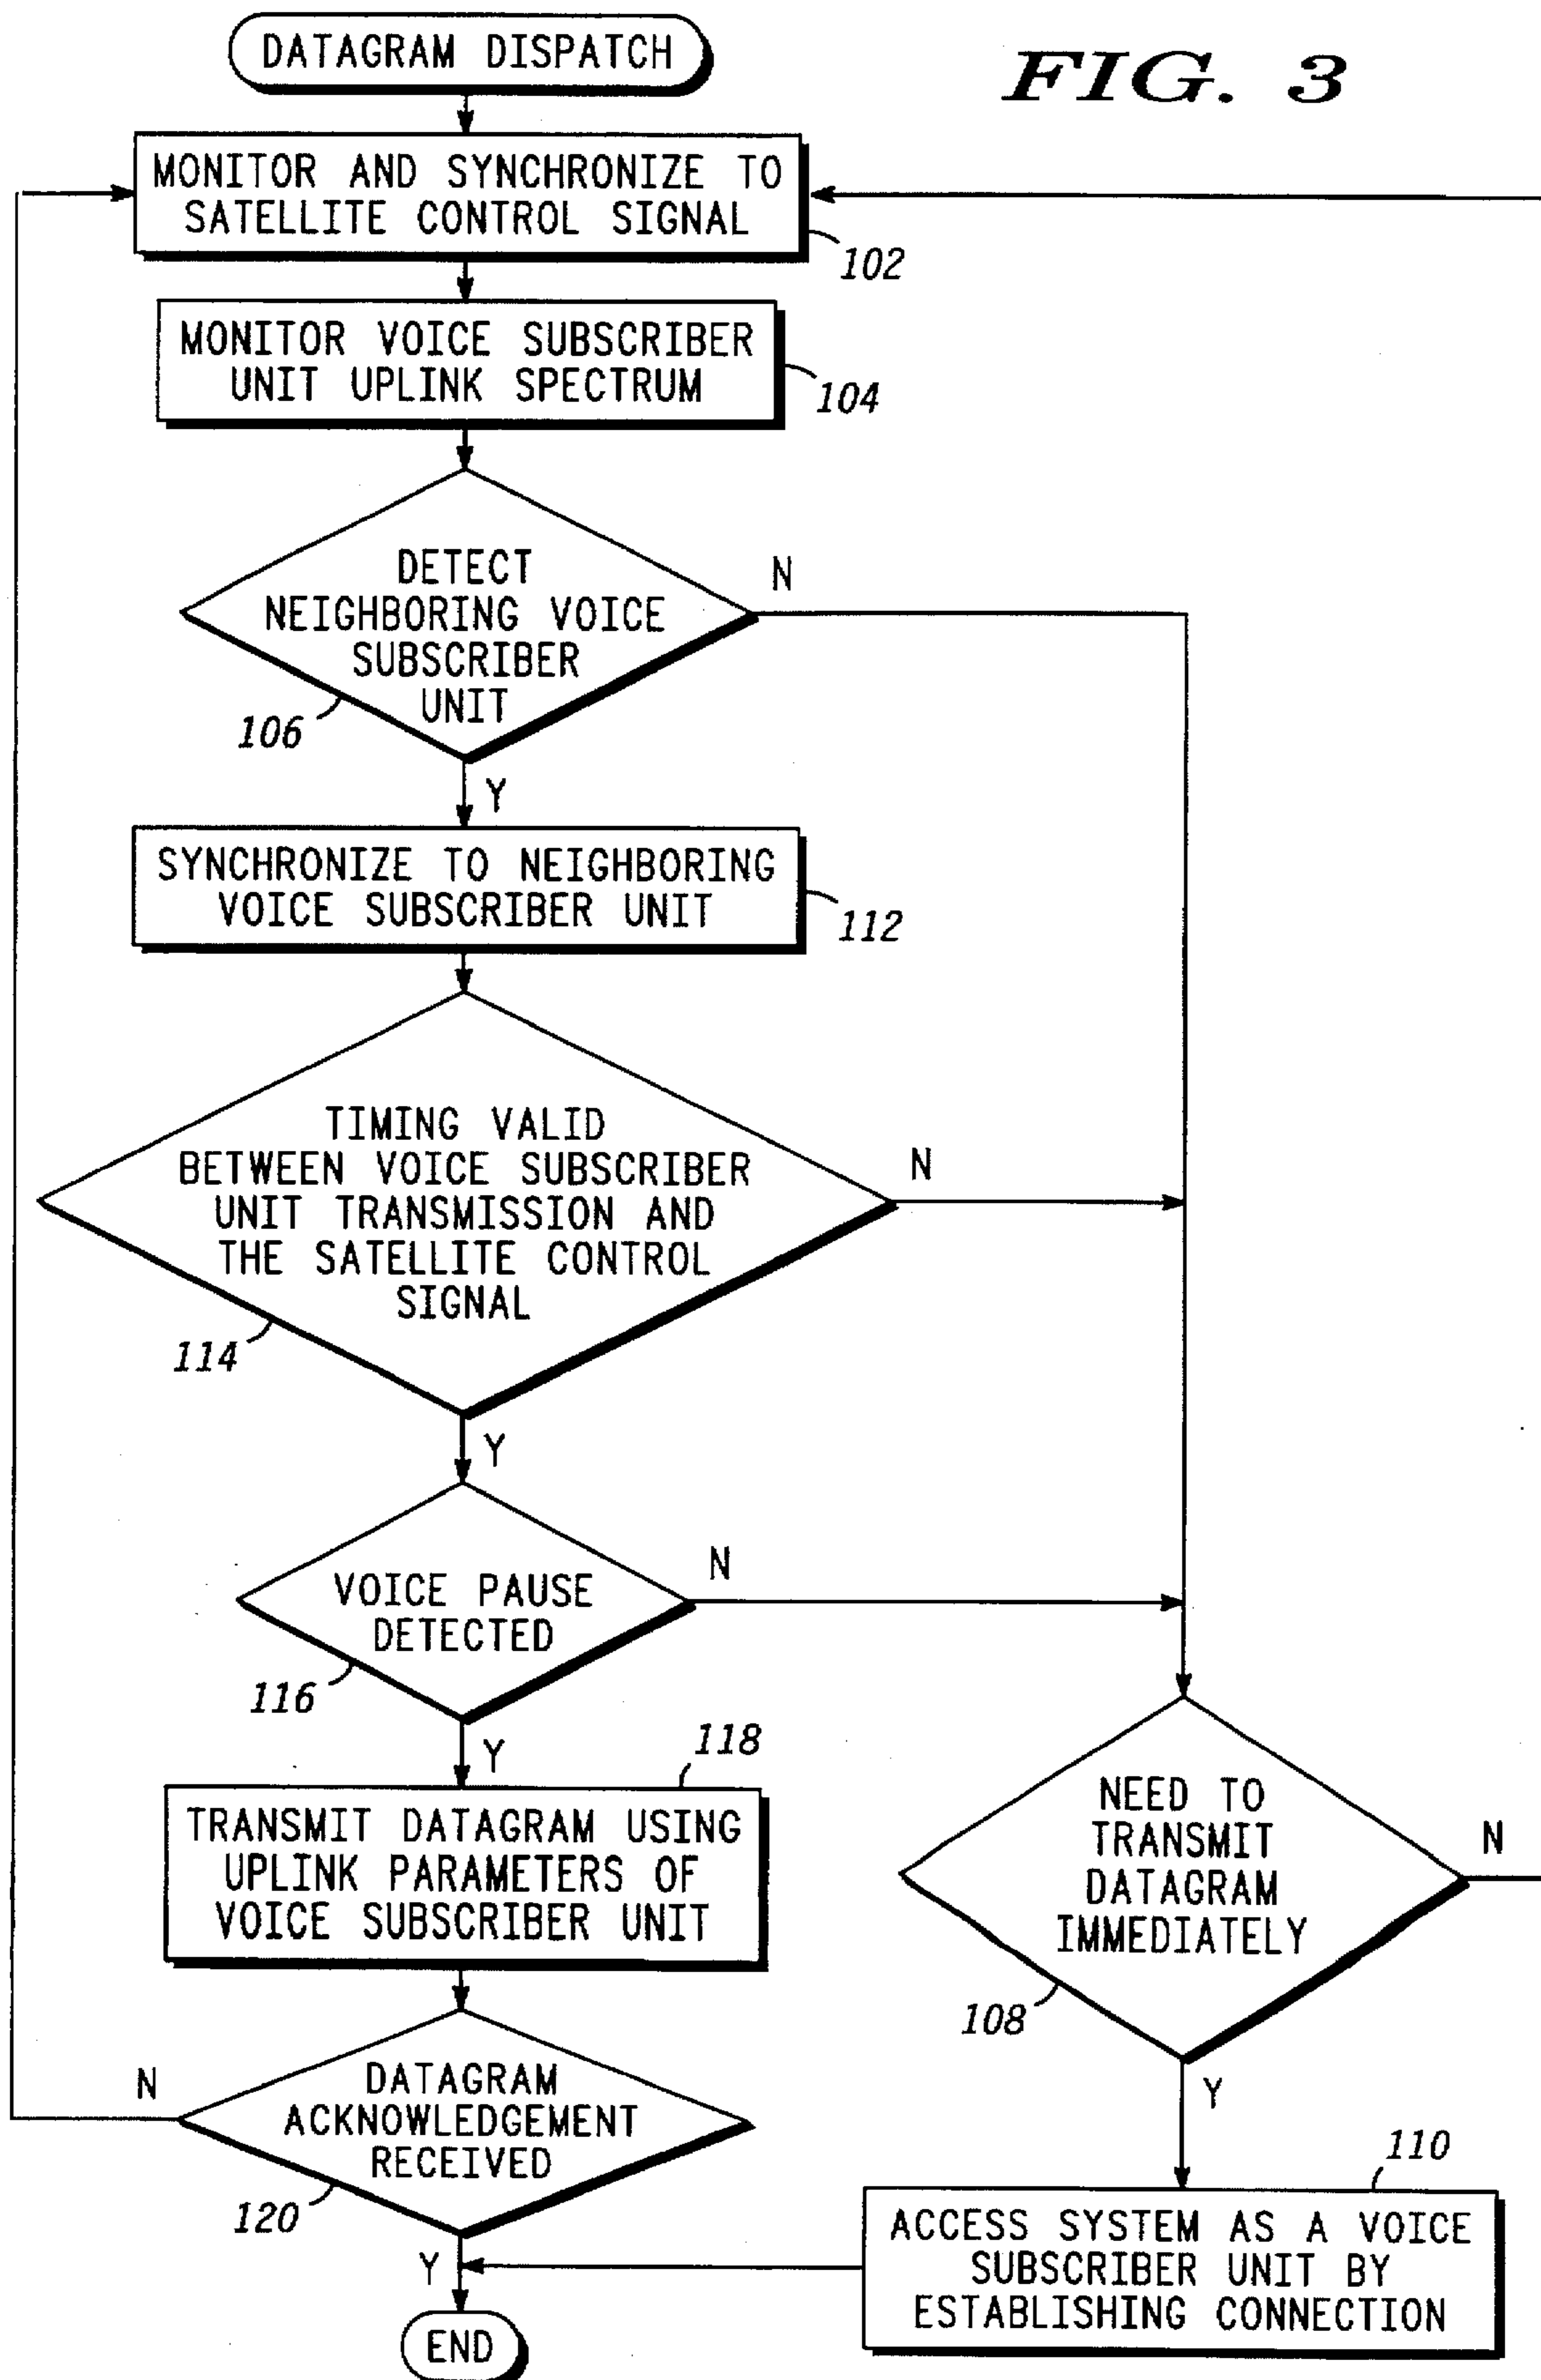 DATAGRAM DISPATCH
FIG. 3
MONITOR AND SYNCHRONIZE TO
SATELLITE CONTROL SIGNAL
102
MONITOR VOICE SUBSCRIBER
UNIT UPLINK SPECTRUM
104
DETECT
NEIGHBORING VOICE
SUBSCRIBER
UNIT
N
106
Y
SYNCHRONIZE TO NEIGHBORING
VOICE SUBSCRIBER UNIT
112
TIMING VALID
BETWEEN VOICE SUBSCRIBER
UNIT TRANSMISSION AND
THE SATELLITE CONTROL
SIGNAL
N
114
Y
VOICE PAUSE
DETECTED
N
116
Y
118
TRANSMIT DATAGRAM USING
UPLINK PARAMETERS OF
VOICE SUBSCRIBER UNIT
NEED TO
TRANSMIT
DATAGRAM
IMMEDIATELY
N
108
Y
DATAGRAM
ACKNOWLEDGEMENT
RECEIVED
N
120
Y
110
ACCESS SYSTEM AS A VOICE
SUBSCRIBER UNIT BY
ESTABLISHING CONNECTION
END